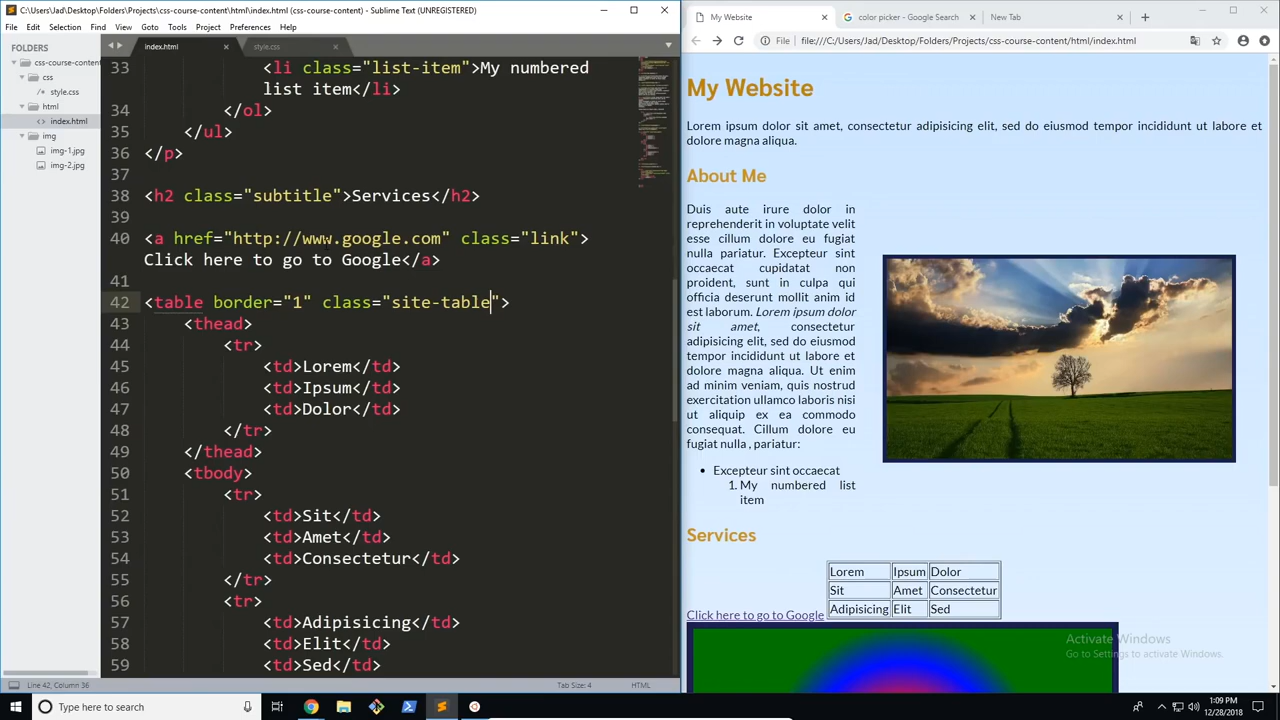 C:\Users\Jad\Desktop\Folders\Projects\css-course-content\html\index.html (css-course-content) - Sublime Text (UNREGISTERED)
File Edit Selection Find View Goto Tools Project Preferences Help
FOLDERS
css-course-content
css
style.css
html
index.html
img
img-1.jpg
img-2.jpg
index.html
style.css
33 <li class="list-item">My numbered
list item</li>
34 </ol>
35 </ul>
36 </p>
37
38 <h2 class="subtitle">Services</h2>
39
40 <a href="http://www.google.com" class="link">
Click here to go to Google</a>
41
42 <table border="1" class="site-table">
43 <thead>
44 <tr>
45 <td>Lorem</td>
46 <td>Ipsum</td>
47 <td>Dolor</td>
48 </tr>
49 </thead>
50 <tbody>
51 <tr>
52 <td>Sit</td>
53 <td>Amet</td>
54 <td>Consectetur</td>
55 </tr>
56 <tr>
57 <td>Adipisicing</td>
58 <td>Elit</td>
59 <td>Sed</td>
Line 42, Column 36
Tab Size: 4
HTML
My Website
color picker - Google Search
New Tab
File | file:///C:/Users/Jad/Desktop/Folders/Projects/css-course-content/html/index.html
My Website
Lorem ipsum dolor sit amet, consectetur adipisicing elit, sed do eiusmod tempor incididunt ut labore et
dolore magna aliqua.
About Me
Duis aute irure dolor in
reprehenderit in voluptate velit
esse cillum dolore eu fugiat
nulla pariatur. Excepteur sint
occaecat cupidatat non
proident, sunt in culpa qui
officia deserunt mollit anim id
est laborum. Lorem ipsum dolor
sit amet, consectetur
adipisicing elit, sed do eiusmod
tempor incididunt ut labore et
dolore magna aliqua. Ut enim
ad minim veniam, quis nostrud
exercitation ullamco laboris nisi
ut aliquip ex ea commodo
consequat. Cillum dolore eu
fugiat nulla , pariatur:
Excepteur sint occaecat
1. My numbered list
item
Services
Click here to go to Google
Lorem Ipsum Dolor
Sit Amet Consectetur
Adipisicing Elit Sed
Activate Windows
Go to Settings to activate Windows.
Type here to search
1:09 PM
12/28/2018